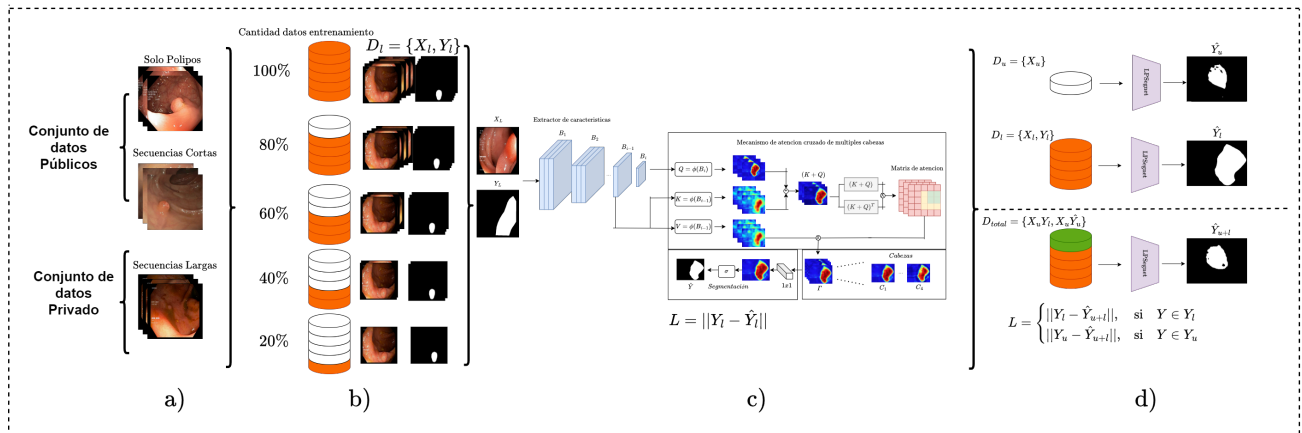 Conjunto de
datos
Públicos
Conjunto de
datos
Privado
Solo Polipos
Secuencias Cortas
Secuencias Largas
a)
Cantidad datos entrenamiento
D_l = {X_l, Y_l}
100%
80%
60%
40%
20%
b)
X_L
Y_L
Extractor de caracteristicas
B_1
B_2
...
B_{i-1}
B_i
Mecanismo de atencion cruzado de multiples cabezas
Q = ϕ(B_i)
K = ϕ(B_{i-1})
V = ϕ(B_{i-1})
(K + Q)
(K + Q)
(K + Q)^T
Matriz de atencion
Ŷ
σ
Segmentacion
1x1
Γ
Cabezas
C_1
L = ||Y_l − Ŷ_l||
c)
D_u = {X_u}
LPSegnet
Ŷ_u
D_l = {X_l, Y_l}
LPSegnet
Ŷ_l
D_{total} = {X_u Y_l, X_u Ŷ_u}
LPSegnet
Ŷ_{u+l}
L = { ||Y_l − Ŷ_{u+l}||, si Y ∈ Y_l
||Y_u − Ŷ_{u+l}||, si Y ∈ Y_u
d)